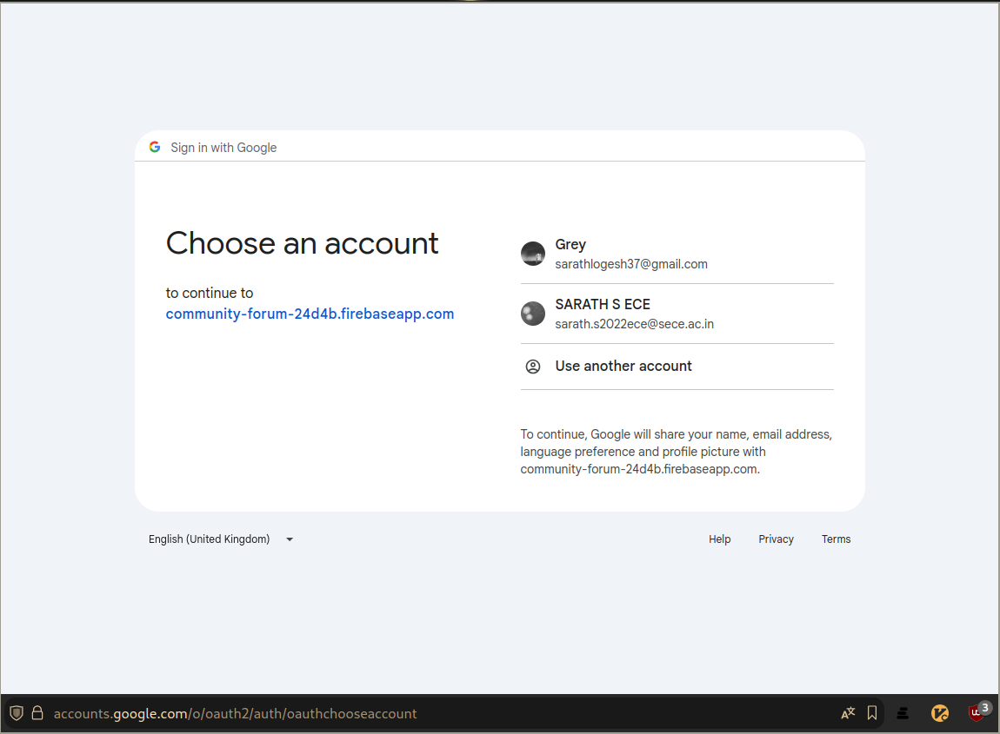 Sign in with Google
Choose an account
to continue to
community-forum-24d4b.firebaseapp.com
Grey
sarathlogesh37@gmail.com
SARATH S ECE
sarath.s2022ece@sece.ac.in
Use another account
To continue, Google will share your name, email address,
language preference and profile picture with
community-forum-24d4b.firebaseapp.com.
English (United Kingdom)
Help
Privacy
Terms
accounts.google.com/o/oauth2/auth/oauthchooseaccount
3